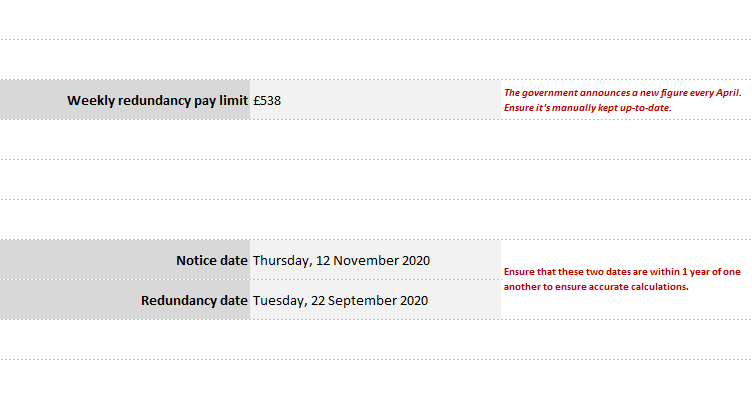 Weekly redundancy pay limit £538
The government announces a new figure every April.
Ensure it's manually kept up-to-date.
Notice date Thursday, 12 November 2020
Redundancy date Tuesday, 22 September 2020
Ensure that these two dates are within 1 year of one
another to ensure accurate calculations.